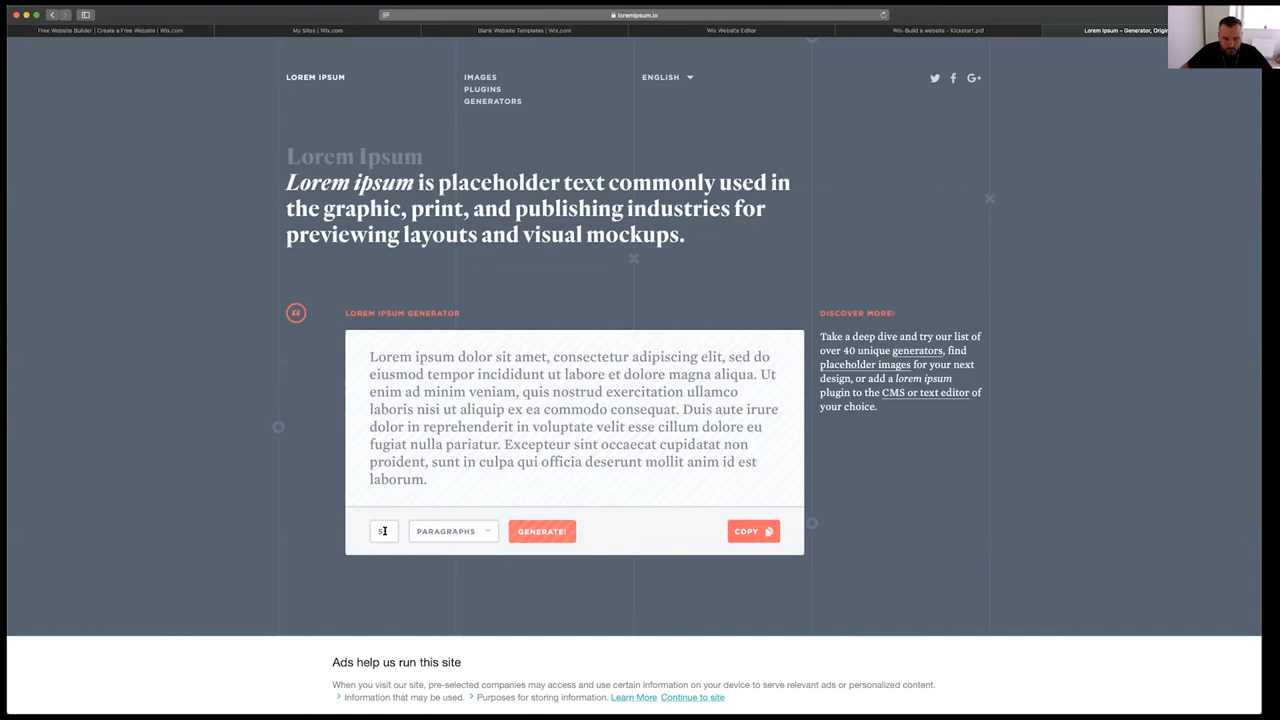 loremipsum.io
Free Website Builder | Create a Free Website | Wix.com
My Sites | Wix.com
Blank Website Templates | Wix.com
Wix Website Editor
Wix-Build a website - Kickstart.pdf
Lorem Ipsum – Generator, Origin
LOREM IPSUM
IMAGES
PLUGINS
GENERATORS
ENGLISH
Lorem Ipsum
Lorem ipsum is placeholder text commonly used in
the graphic, print, and publishing industries for
previewing layouts and visual mockups.
LOREM IPSUM GENERATOR
Lorem ipsum dolor sit amet, consectetur adipiscing elit, sed do
eiusmod tempor incididunt ut labore et dolore magna aliqua. Ut
enim ad minim veniam, quis nostrud exercitation ullamco
laboris nisi ut aliquip ex ea commodo consequat. Duis aute irure
dolor in reprehenderit in voluptate velit esse cillum dolore eu
fugiat nulla pariatur. Excepteur sint occaecat cupidatat non
proident, sunt in culpa qui officia deserunt mollit anim id est
laborum.
PARAGRAPHS
GENERATE!
COPY
DISCOVER MORE!
Take a deep dive and try our list of
over 40 unique generators, find
placeholder images for your next
design, or add a lorem ipsum
plugin to the CMS or text editor of
your choice.
Ads help us run this site
When you visit our site, pre-selected companies may access and use certain information on your device to serve relevant ads or personalized content.
Information that may be used. Purposes for storing information. Learn More Continue to site